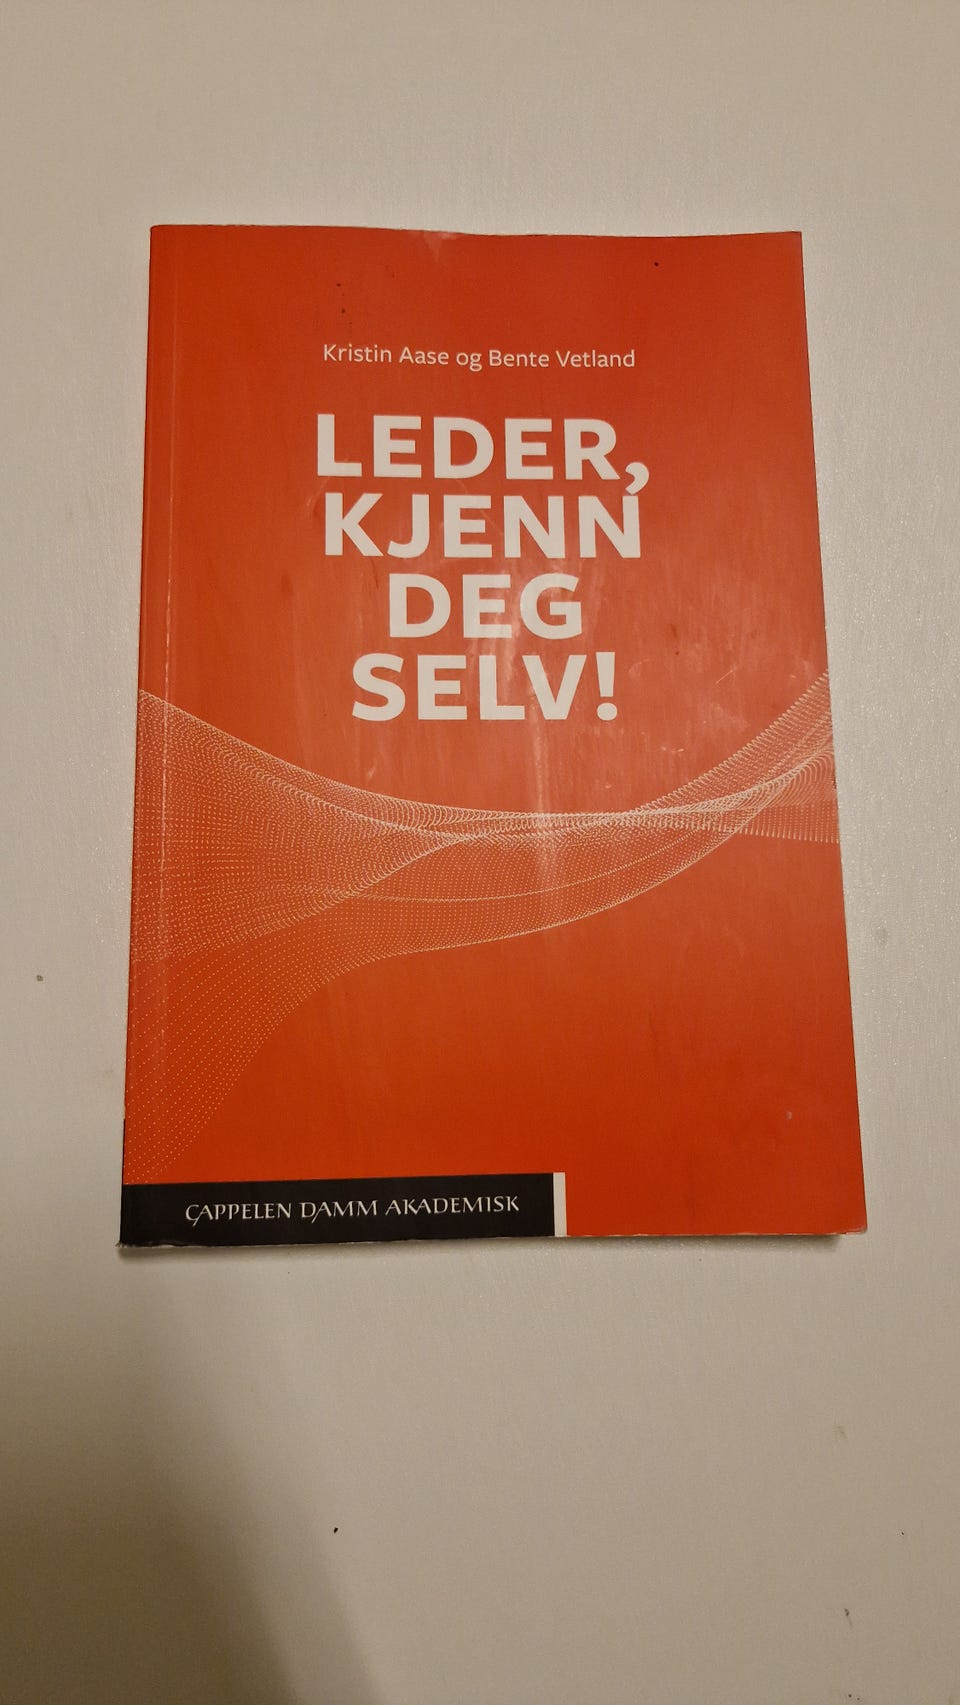 Kristin Aase og Bente Vetland
LEDER,
KJENN
DEG
SELV!
CAPPELEN DAMM AKADEMISK